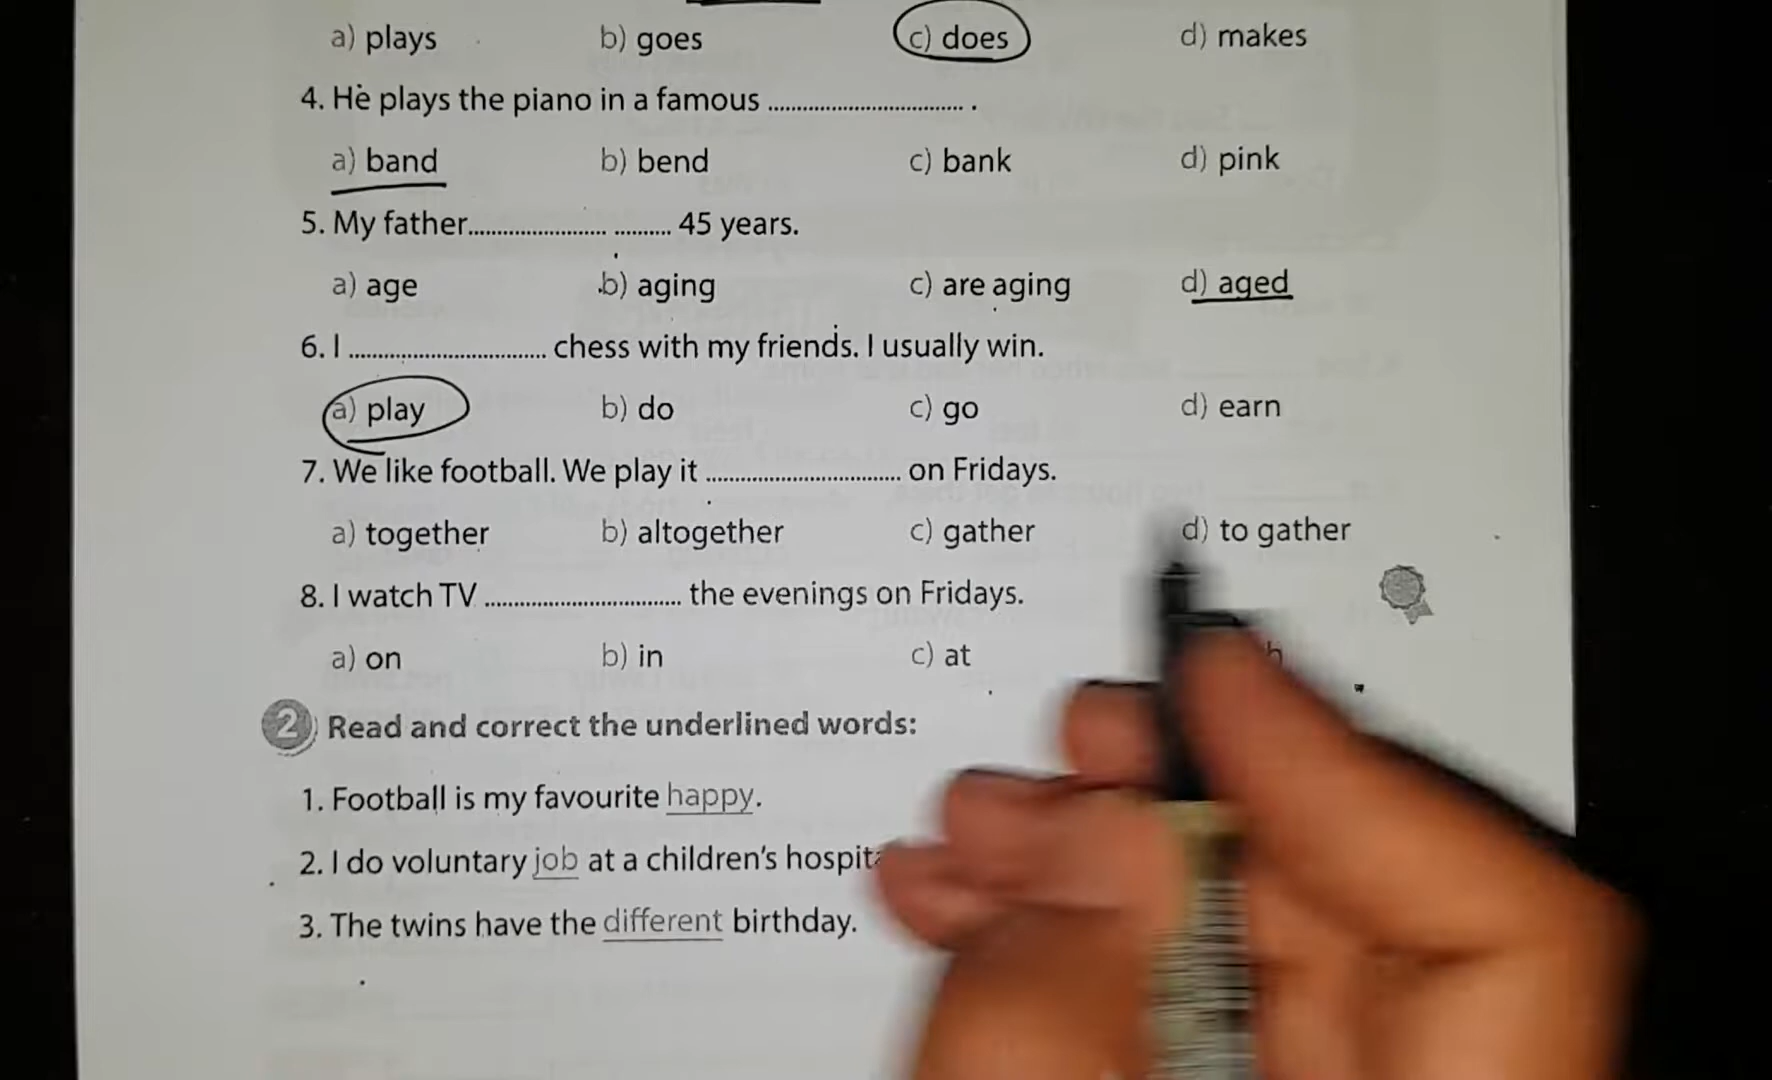 a) plays b) goes c) does d) makes
4. He plays the piano in a famous .................................. .
a) band b) bend c) bank d) pink
5. My father........................ .......... 45 years.
a) age b) aging c) are aging d) aged
6. I .................................. chess with my friends. I usually win.
a) play b) do c) go d) earn
7. We like football. We play it .................................. on Fridays.
a) together b) altogether c) gather d) to gather
8. I watch TV .................................. the evenings on Fridays.
a) on b) in c) at
2 Read and correct the underlined words:
1. Football is my favourite happy.
2. I do voluntary job at a children's
3. The twins have the different birthday.